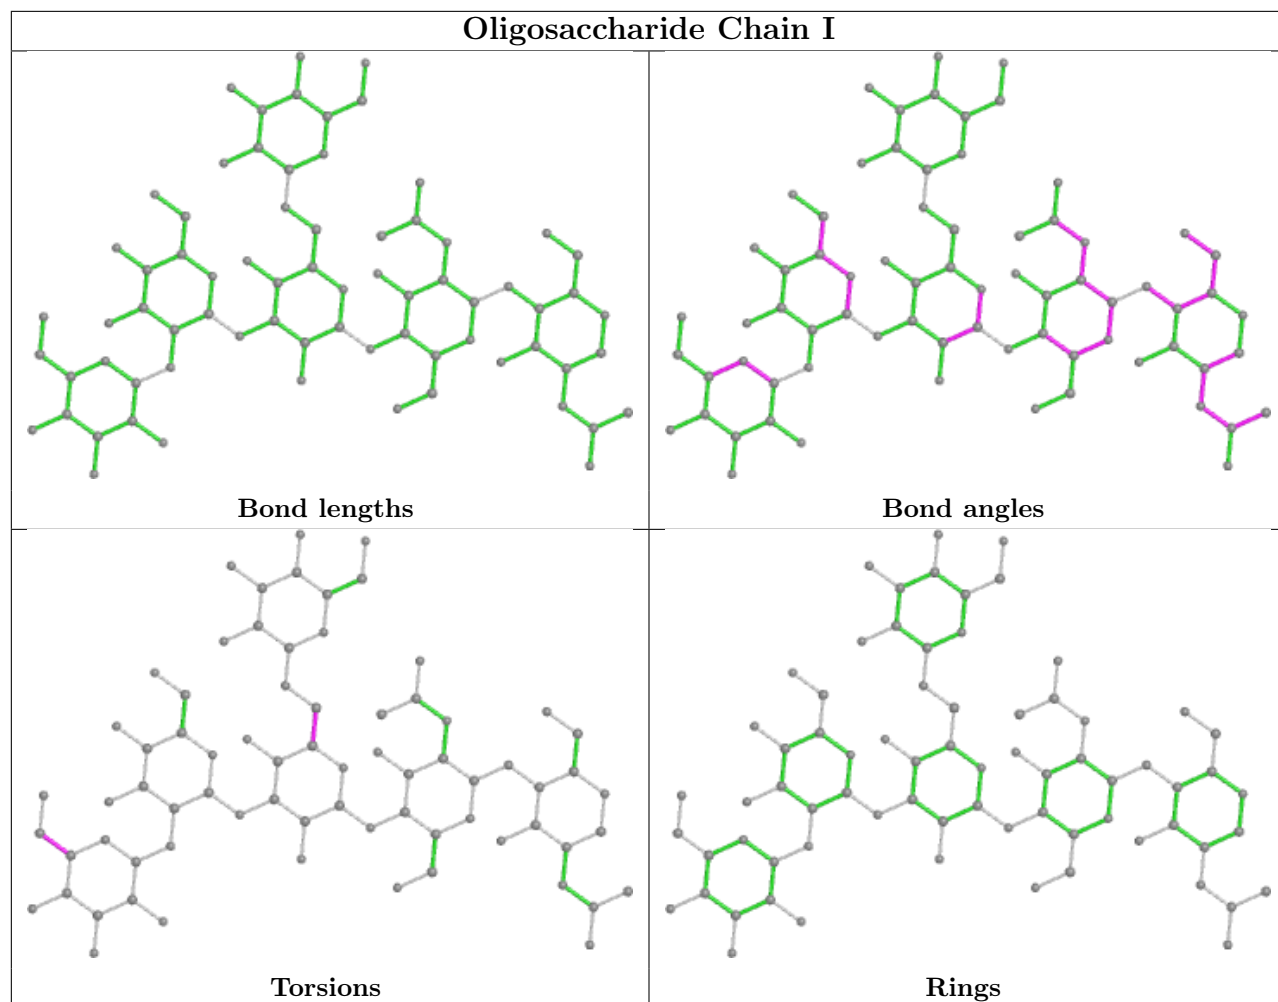 Oligosaccharide Chain I
Bond lengths
Bond angles
Torsions
Rings